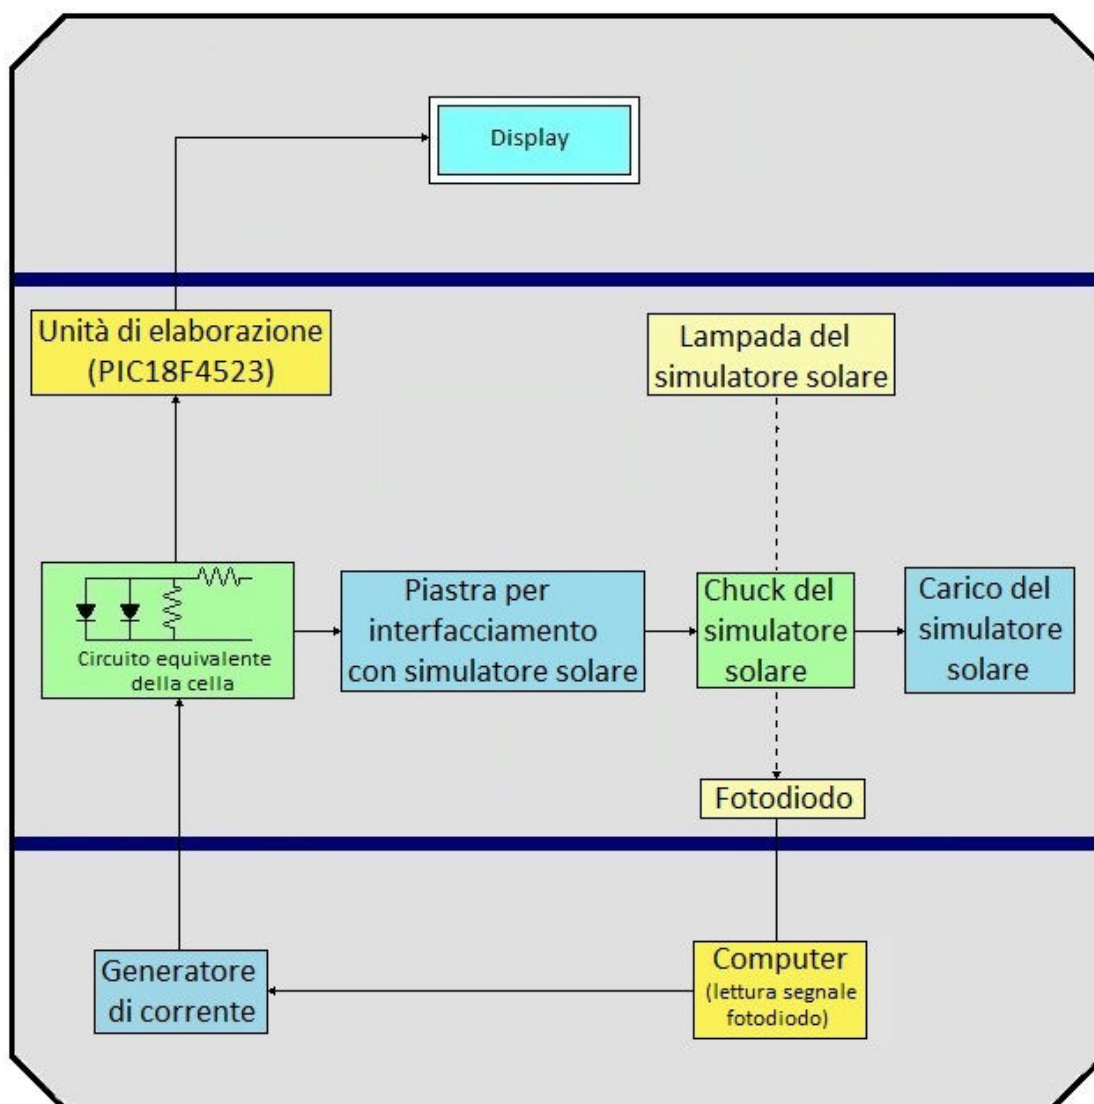 Display
Unità di elaborazione
(PIC18F4523)
Lampada del
simulatore solare
Circuito equivalente
della cella
Piastra per
interfacciamento
con simulatore solare
Chuck del
simulatore
solare
Carico del
simulatore
solare
Fotodiodo
Generatore
di corrente
Computer
(lettura segnale
fotodiodo)